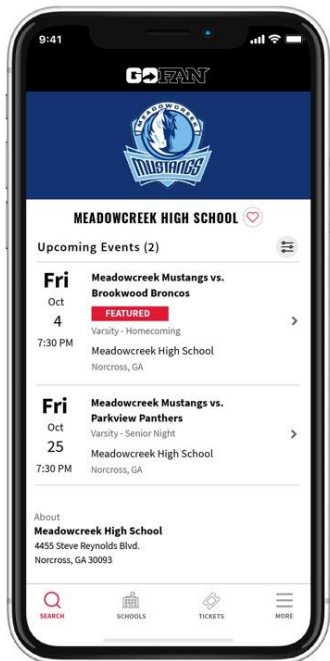 9:41
GOFAN
MEADOWCREEK
MUSTANGS
MEADOWCREEK HIGH SCHOOL
Upcoming Events (2)
Fri
Oct
4
7:30 PM
Meadowcreek Mustangs vs.
Brookwood Broncos
FEATURED
Varsity - Homecoming
Meadowcreek High School
Norcross, GA
Fri
Oct
25
7:30 PM
Meadowcreek Mustangs vs.
Parkview Panthers
Varsity - Senior Night
Meadowcreek High School
Norcross, GA
About
Meadowcreek High School
4455 Steve
Reynolds Blvd.
Norcross, GA 30093
SEARCH
SCHOOLS
TICKETS
MORE